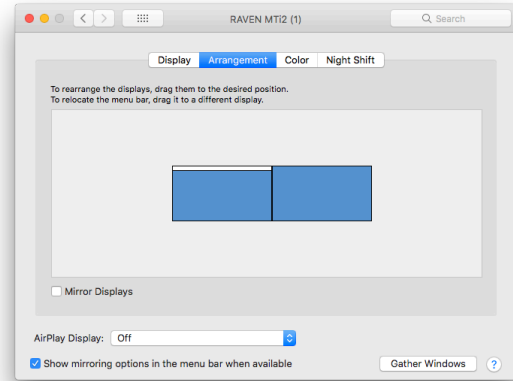 RAVEN MTi2 (1)
Search
Display Arrangement Color Night Shift
To rearrange the displays, drag them to the desired position.
To relocate the menu bar, drag it to a different display.
Mirror Displays
AirPlay Display: Off
Show mirroring options in the menu bar when available
Gather Windows ?